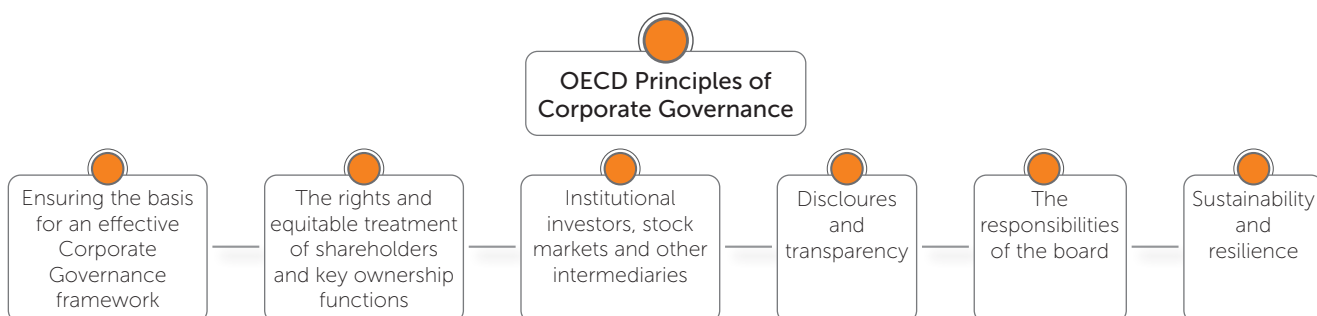 OECD Principles of
Corporate Governance
Ensuring the basis
for an effective
Corporate
Governance
framework
The rights and
equitable treatment
of shareholders
and key ownership
functions
Institutional
investors, stock
markets and other
intermediaries
Discloures
and
transparency
The
responsibilities
of the board
Sustainability
and
resilience